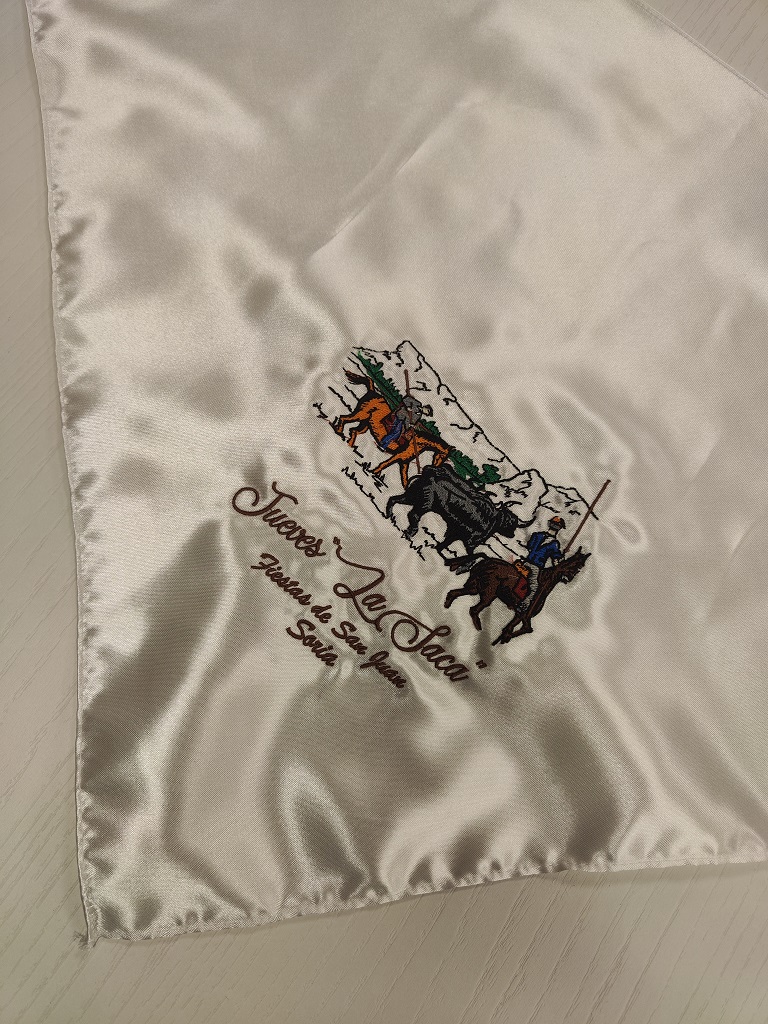 Jueves "La Saca"
Fiestas de San Juan
Soria